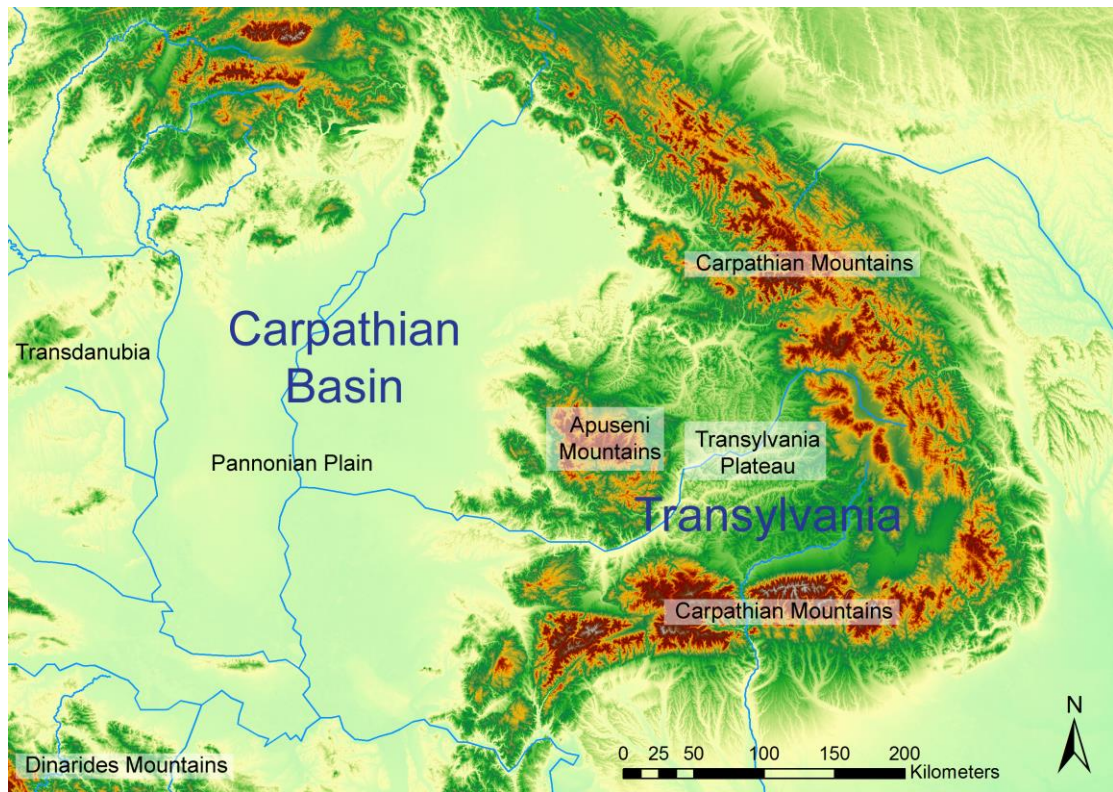 Carpathian Mountains
Carpathian
Basin
Transdanubia
Apuseni
Mountains
Transylvania
Plateau
Pannonian Plain
Transylvania
Carpathian Mountains
Dinarides Mountains
N
0 25 50 100 150 200
Kilometers